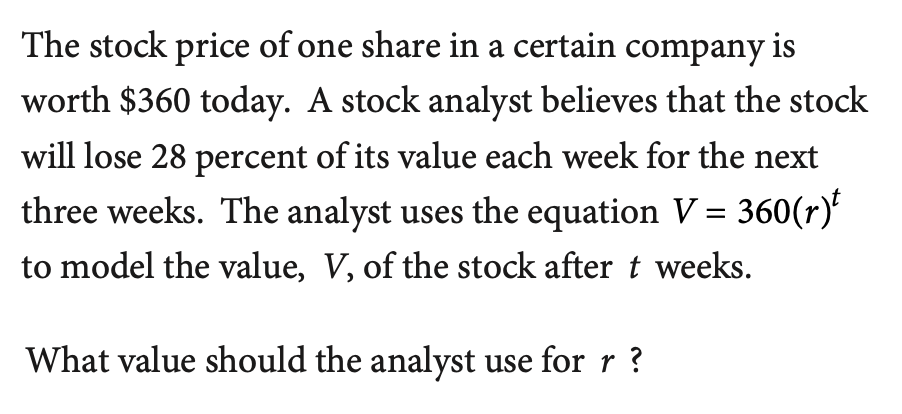 The stock price of one share in a certain company is
worth $360 today. A stock analyst believes that the stock
will lose 28 percent of its value each week for the next
three weeks. The analyst uses the equation V = 360(r)^t
to model the value, V, of the stock after t weeks.
What value should the analyst use for r ?